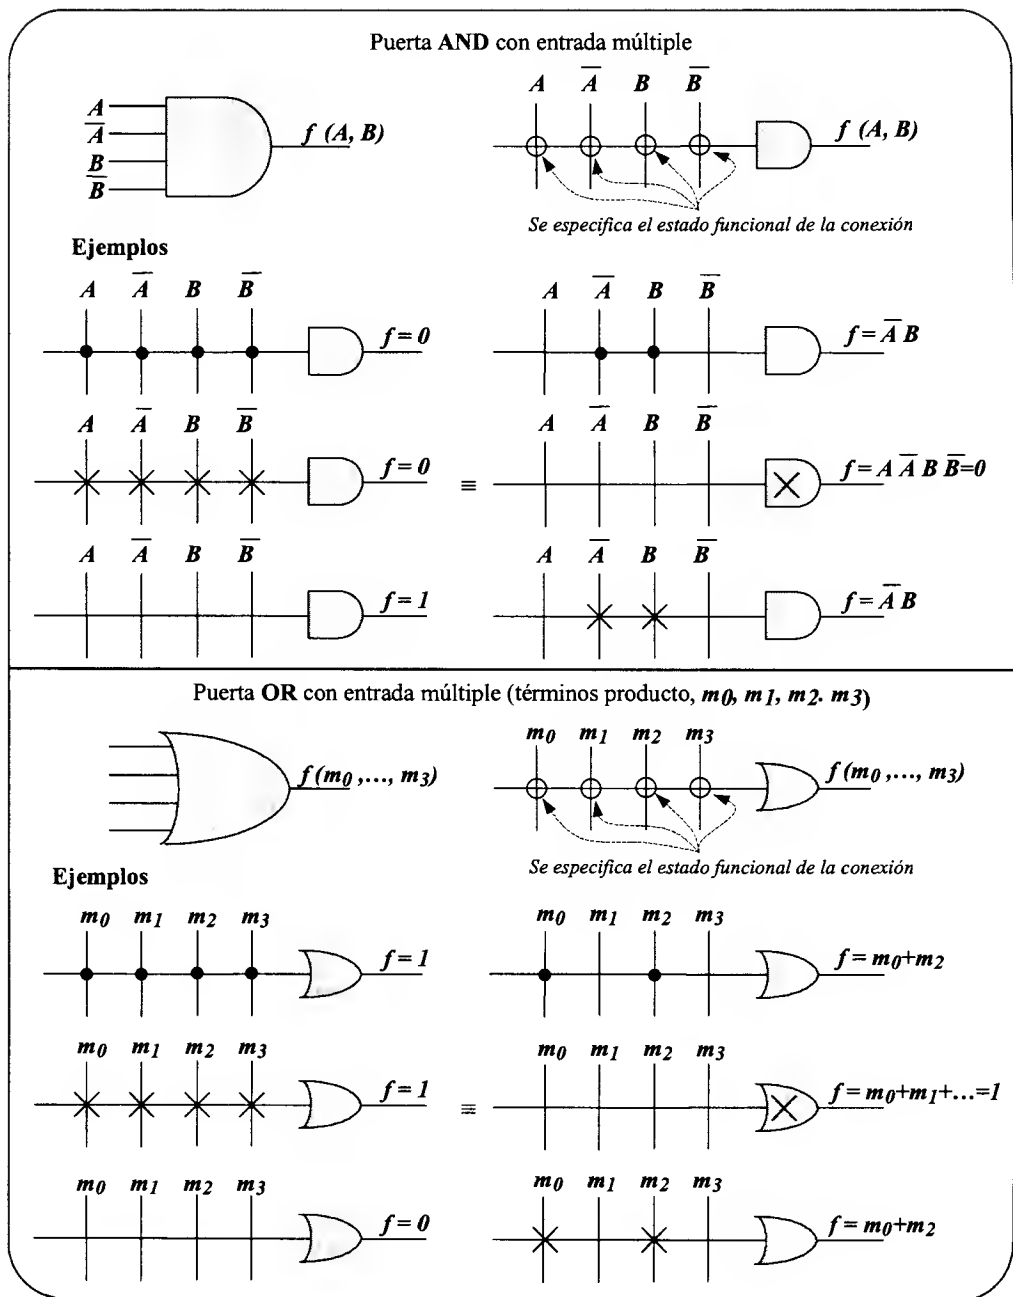 Puerta AND con entrada múltiple
A
A̅
B
B̅
f (A, B)
A A̅ B B̅
f (A, B)
Se especifica el estado funcional de la conexión
Ejemplos
A A̅ B B̅
f = 0
A A̅ B B̅
f = A̅ B
A A̅ B B̅
f = 0
≡
A A̅ B B̅
f = A A̅ B B̅=0
A A̅ B B̅
f = 1
A A̅ B B̅
f = A̅ B
Puerta OR con entrada múltiple (términos producto, m0, m1, m2. m3)
f(m0 ,..., m3)
m0 m1 m2 m3
f(m0 ,..., m3)
Se especifica el estado funcional de la conexión
Ejemplos
m0 m1 m2 m3
f = 1
m0 m1 m2 m3
f = m0+m2
m0 m1 m2 m3
f = 1
≡
m0 m1 m2 m3
f = m0+m1+...=1
m0 m1 m2 m3
f = 0
m0 m1 m2 m3
f = m0+m2